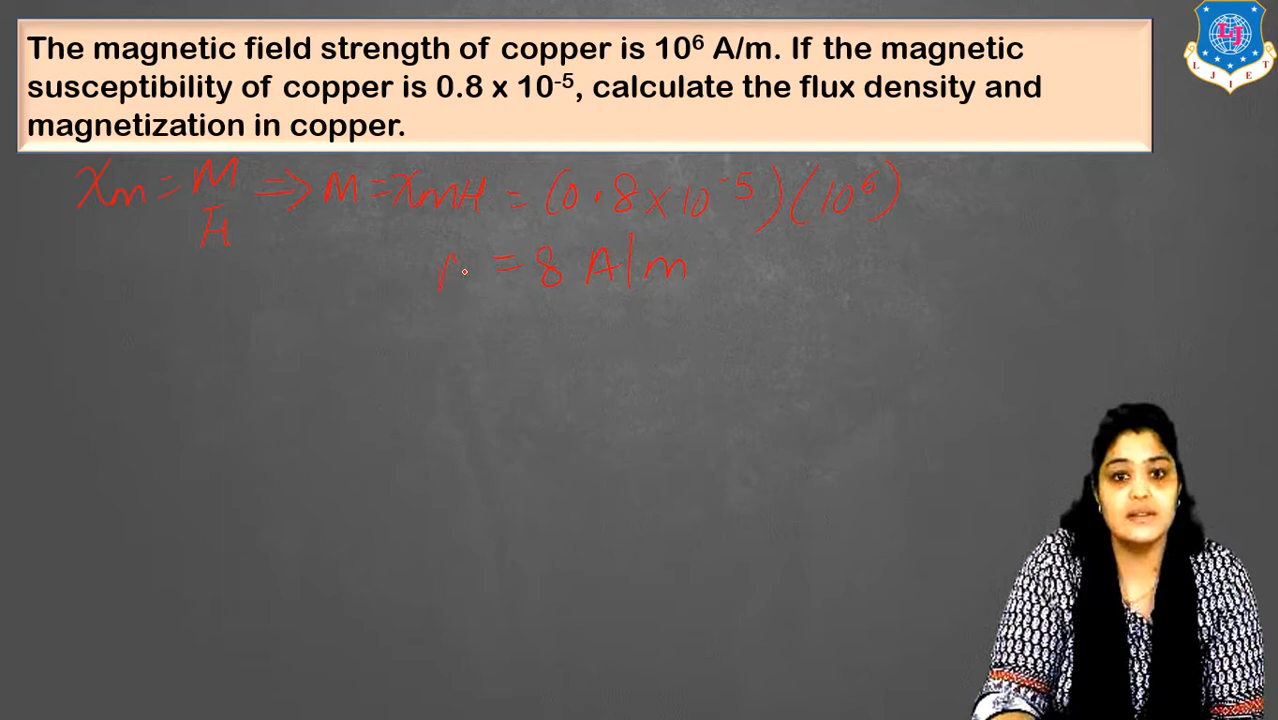 The magnetic field strength of copper is 10⁶ A/m. If the magnetic
susceptibility of copper is 0.8 x 10⁻⁵, calculate the flux density and
magnetization in copper.
χm = M/H ⇒ M = χmH = (0.8×10⁻⁵)(10⁶)
= 8 A/m
LJ
L J I E T